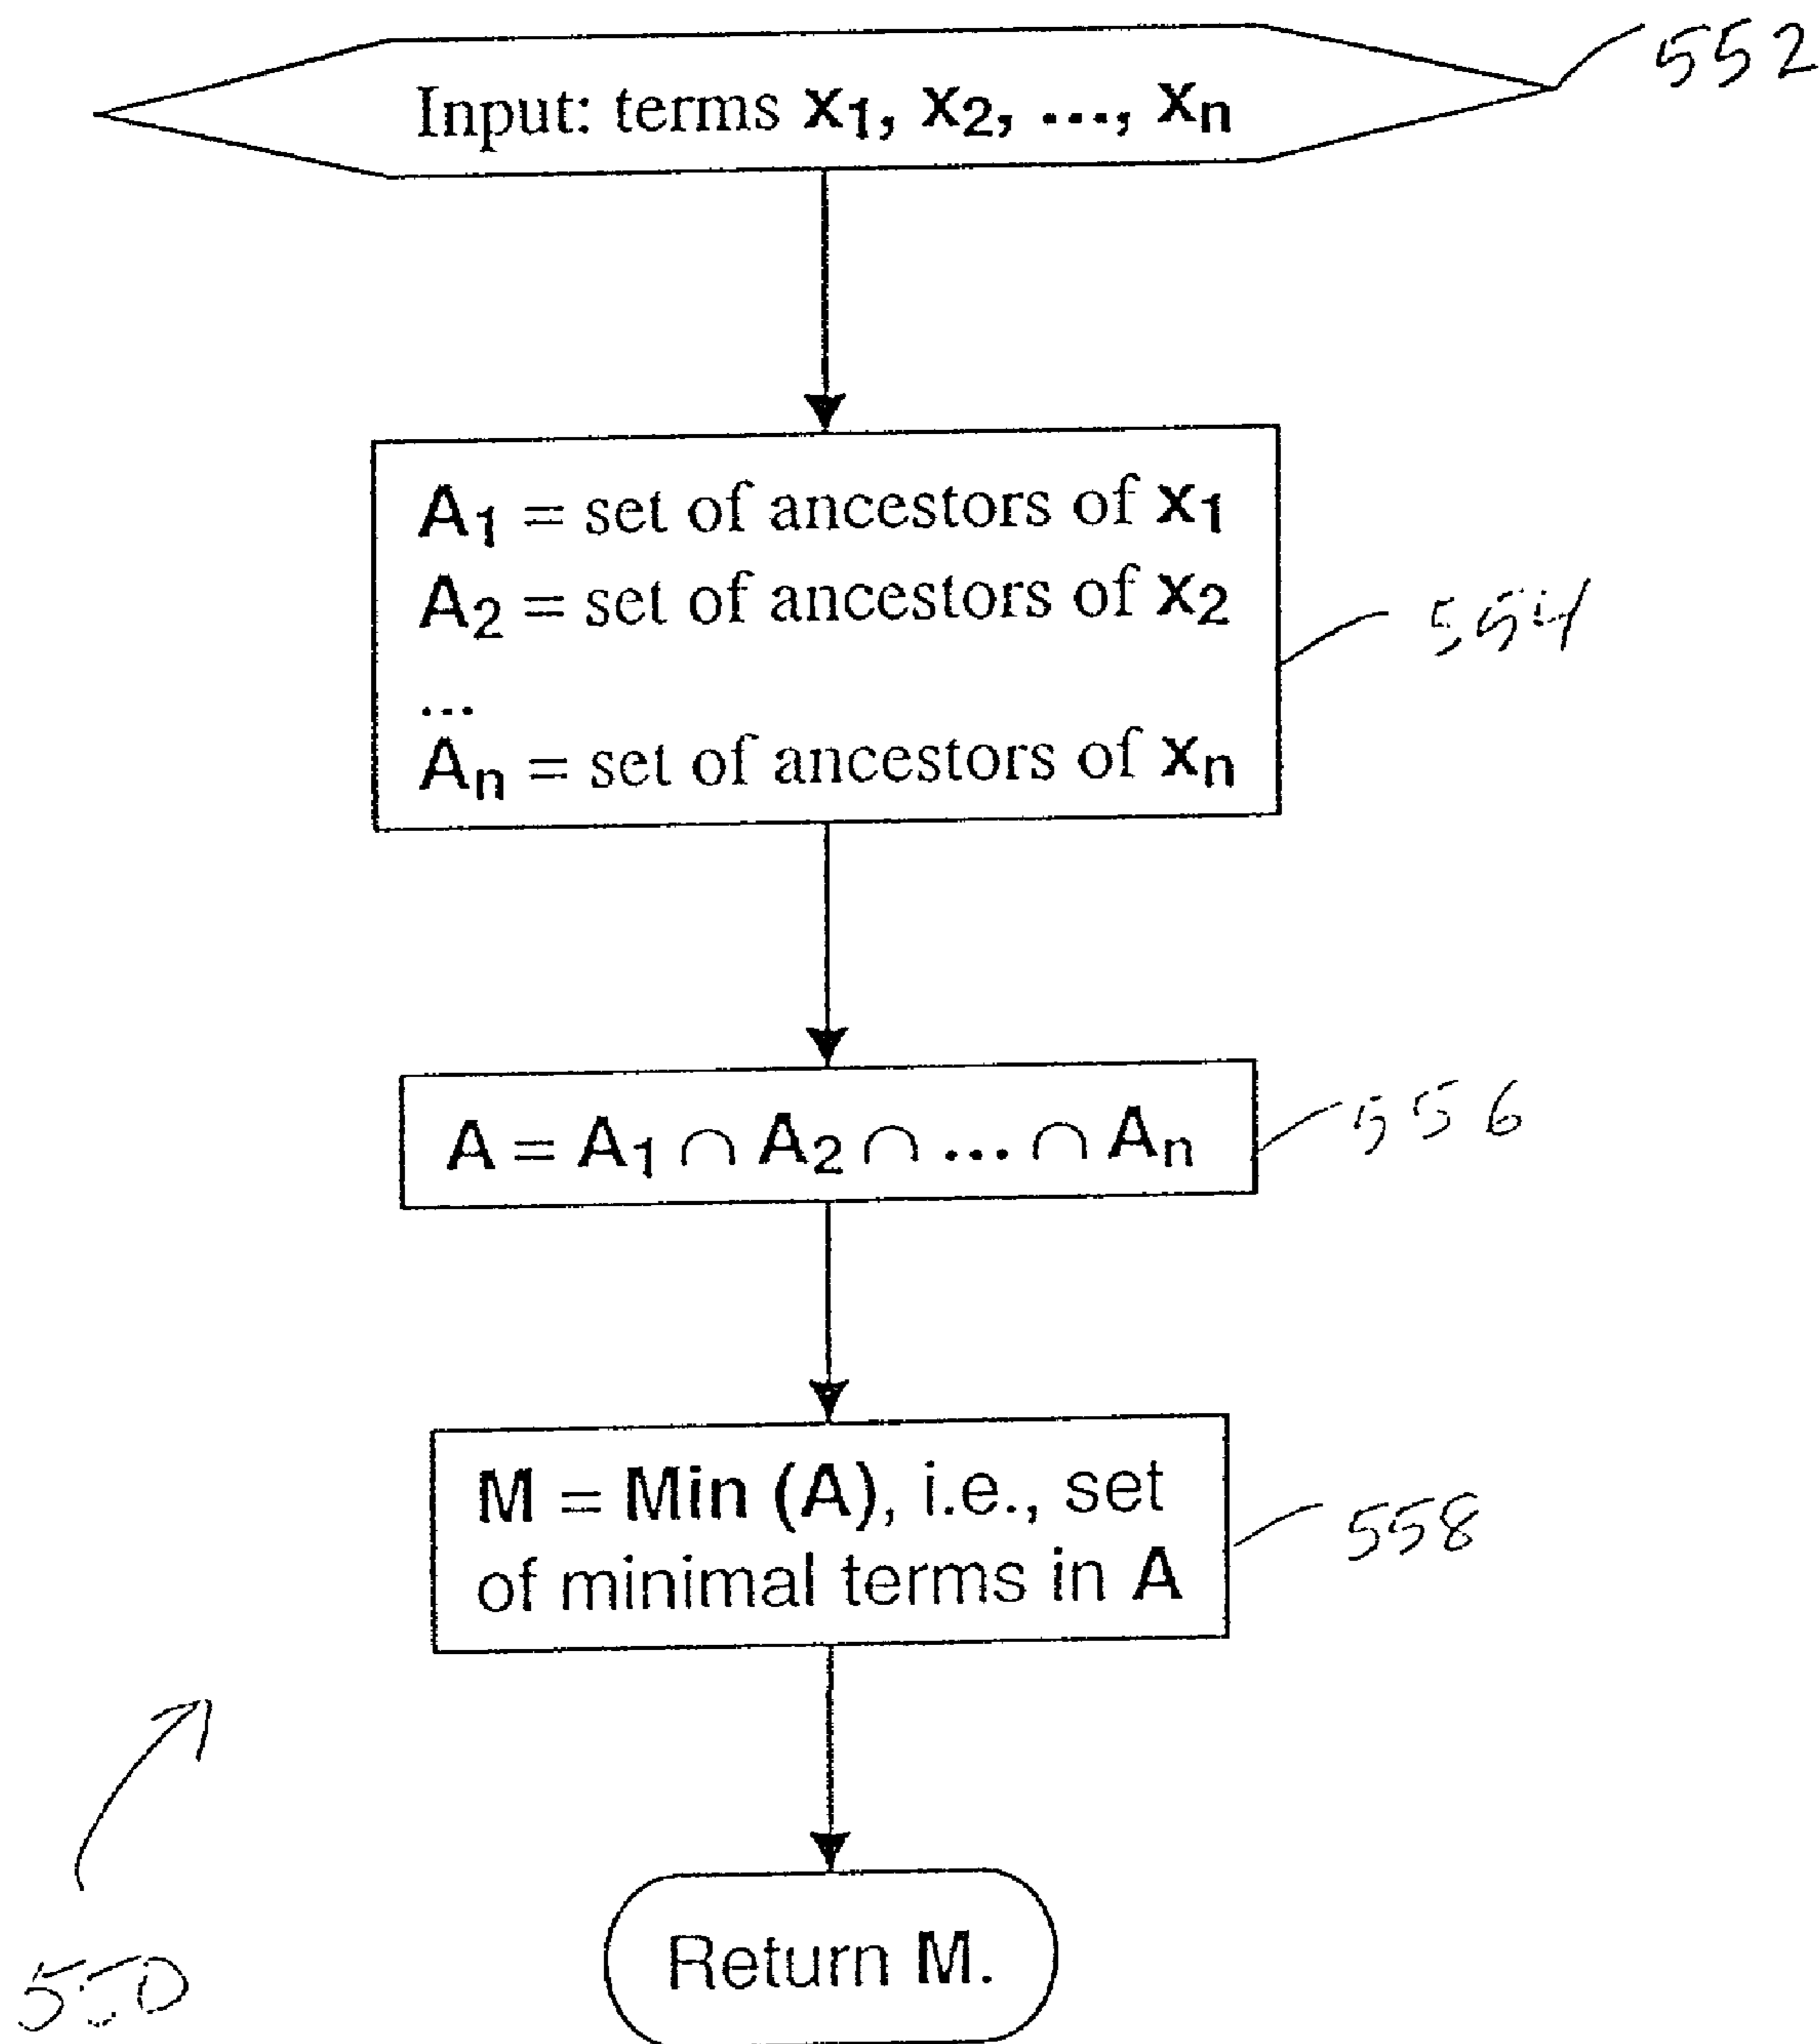 Input: terms x1, x2, ..., xn
552
A1 = set of ancestors of x1
A2 = set of ancestors of x2
...
An = set of ancestors of xn
554
A = A1 ∩ A2 ∩ ... ∩ An
556
M = Min (A), i.e., set
of minimal terms in A
558
Return M.
550